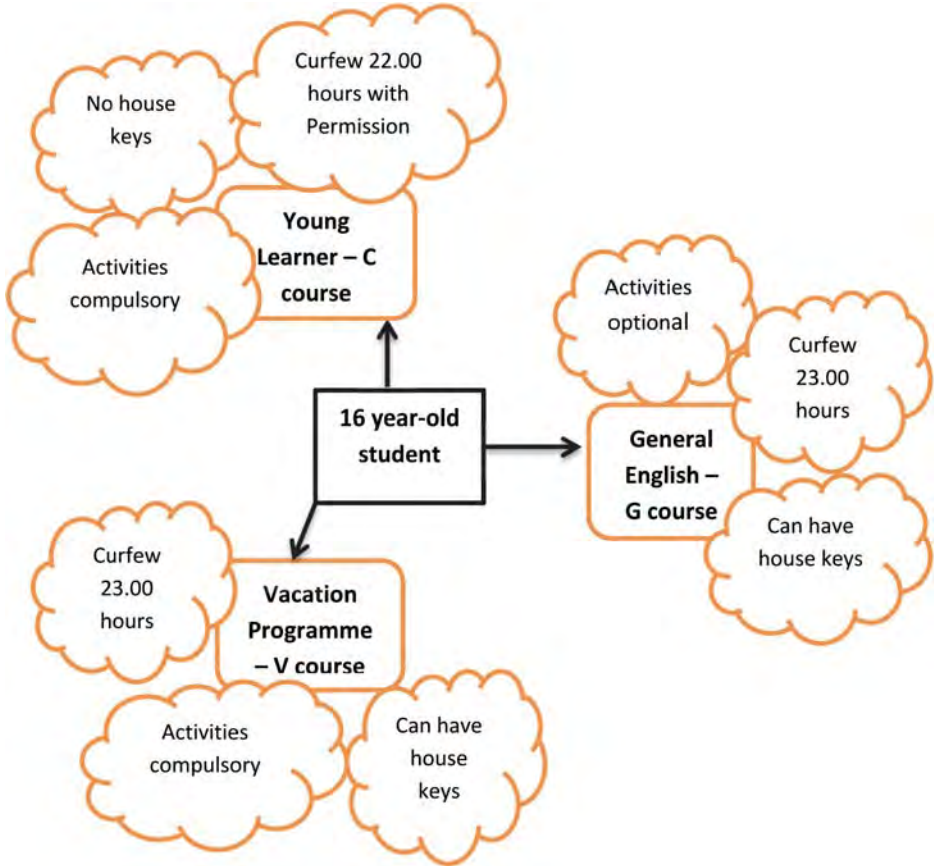 Curfew 22.00
hours with
Permission
No house
keys
Young
Learner – C
course
Activities
compulsory
Activities
optional
Curfew
23.00
hours
16 year-old
student
General
English –
G course
Can have
house keys
Curfew
23.00
hours
Vacation
Programme
– V course
Activities
compulsory
Can have
house
keys